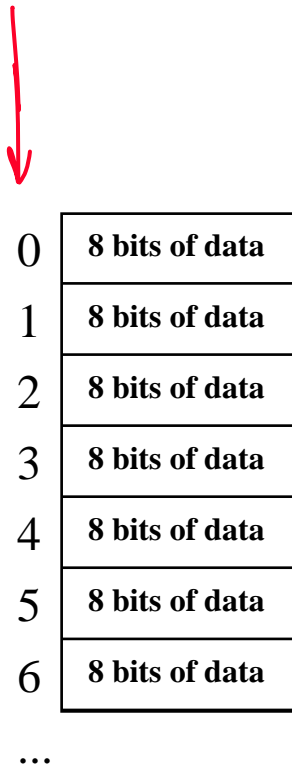 0 8 bits of data
1 8 bits of data
2 8 bits of data
3 8 bits of data
4 8 bits of data
5 8 bits of data
6 8 bits of data
...